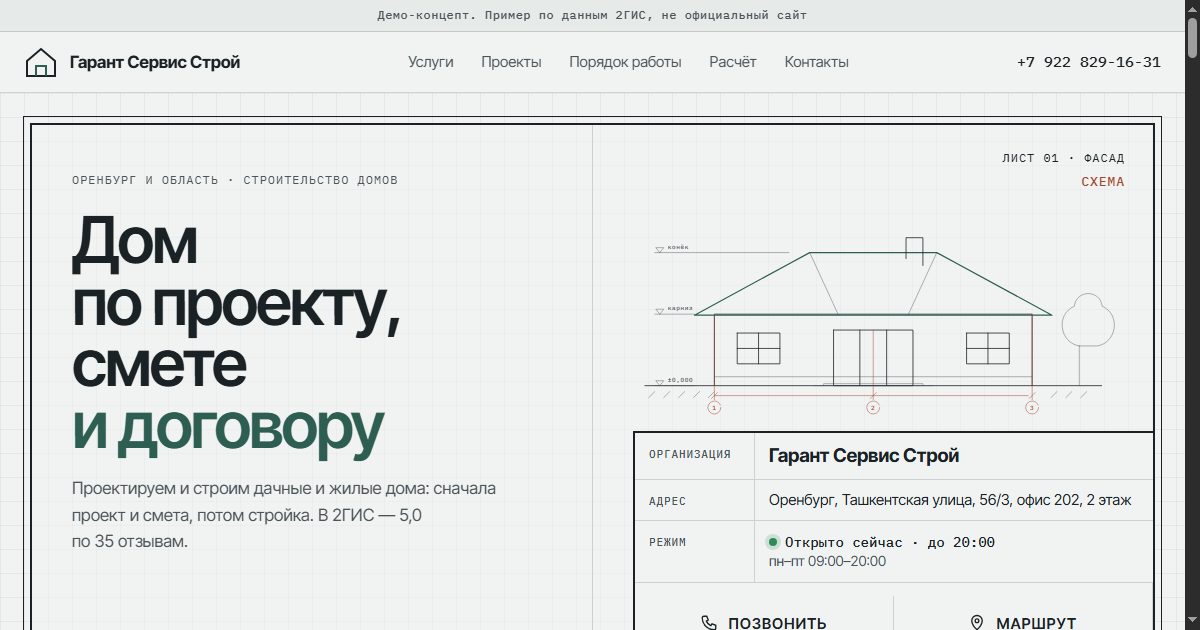 Демо-концепт. Пример по данным 2ГИС, не официальный сайт
Гарант Сервис Строй
Услуги
Проекты
Порядок работы
Расчёт
Контакты
+7 922 829-16-31
ОРЕНБУРГ И ОБЛАСТЬ · СТРОИТЕЛЬСТВО ДОМОВ
Дом
по проекту,
смете
и договору
Проектируем и строим дачные и жилые дома: сначала
проект и смета, потом стройка. В 2ГИС — 5,0
по 35 отзывам.
ЛИСТ 01 · ФАСАД
СХЕМА
конёк
карниз
±0,000
1
2
3
ОРГАНИЗАЦИЯ
Гарант Сервис Строй
АДРЕС
Оренбург, Ташкентская улица, 56/3, офис 202, 2 этаж
РЕЖИМ
Открыто сейчас · до 20:00
пн–пт 09:00–20:00
ПОЗВОНИТЬ
МАРШРУТ